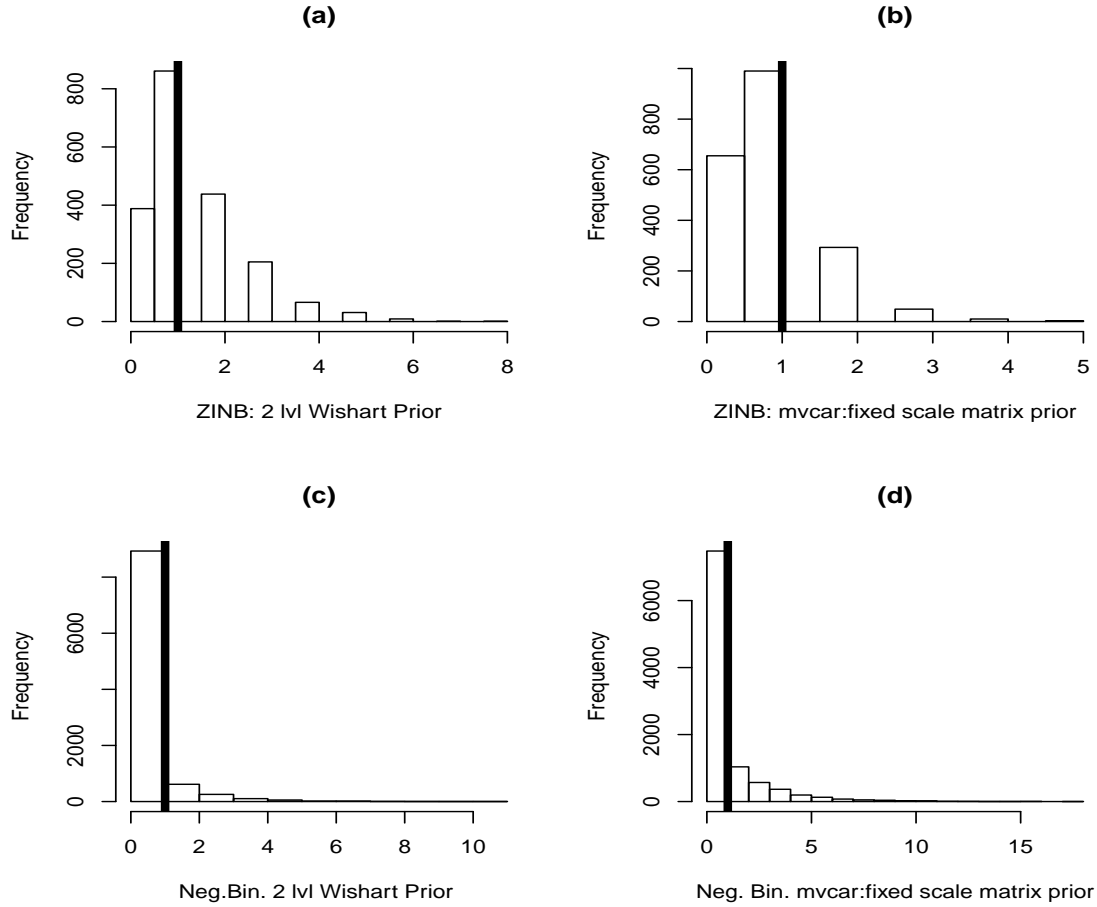 (a)
Frequency
0 200 400 600 800
0 2 4 6 8
ZINB: 2 lvl Wishart Prior
(b)
Frequency
0 200 400 600 800
0 1 2 3 4 5
ZINB: mvcar:fixed scale matrix prior
(c)
Frequency
0 2000 6000
0 2 4 6 8 10
Neg.Bin. 2 lvl Wishart Prior
(d)
Frequency
0 2000 4000 6000
0 5 10 15
Neg. Bin. mvcar:fixed scale matrix prior